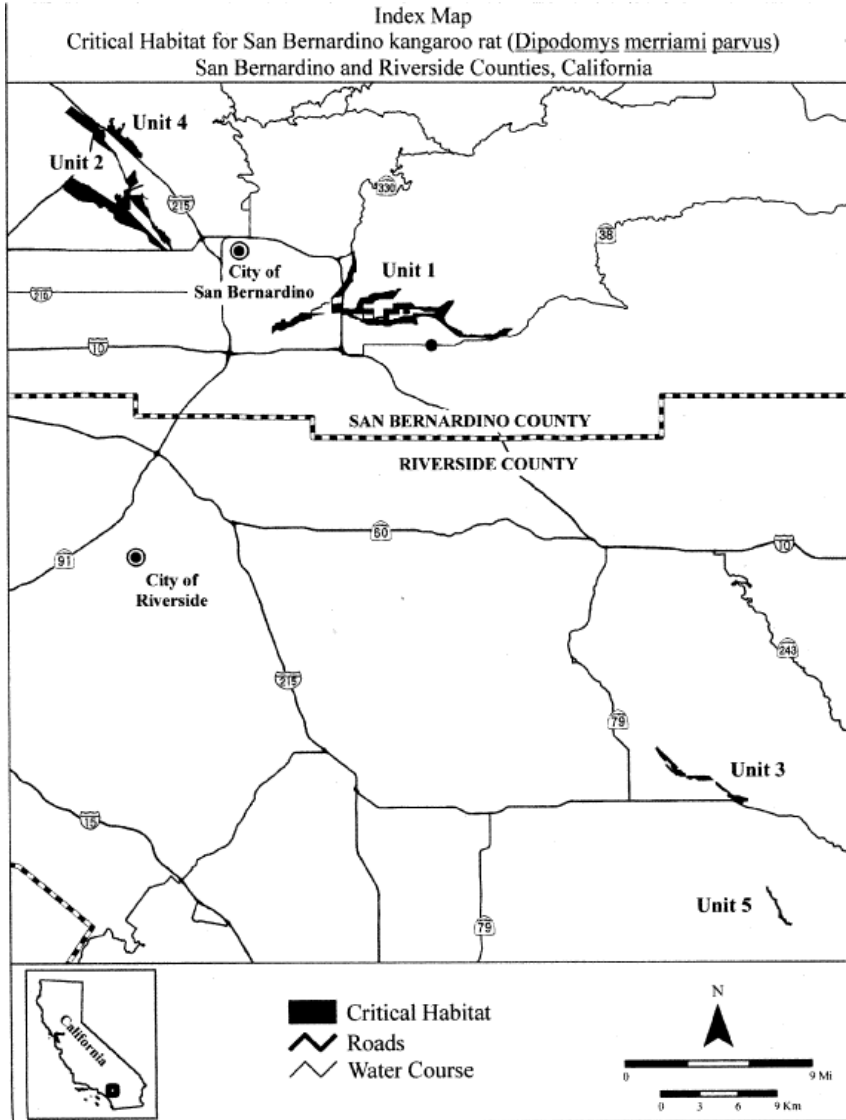 Index Map
Critical Habitat for San Bernardino kangaroo rat (Dipodomys merriami parvus)
San Bernardino and Riverside Counties, California
Unit 4
Unit 2
215
330
38
City of
San Bernardino
Unit 1
210
10
SAN BERNARDINO COUNTY
RIVERSIDE COUNTY
60
10
91
City of
Riverside
243
215
79
Unit 3
15
Unit 5
79
California
Critical Habitat
Roads
Water Course
N
0 9 Mi
0 3 6 9 Km